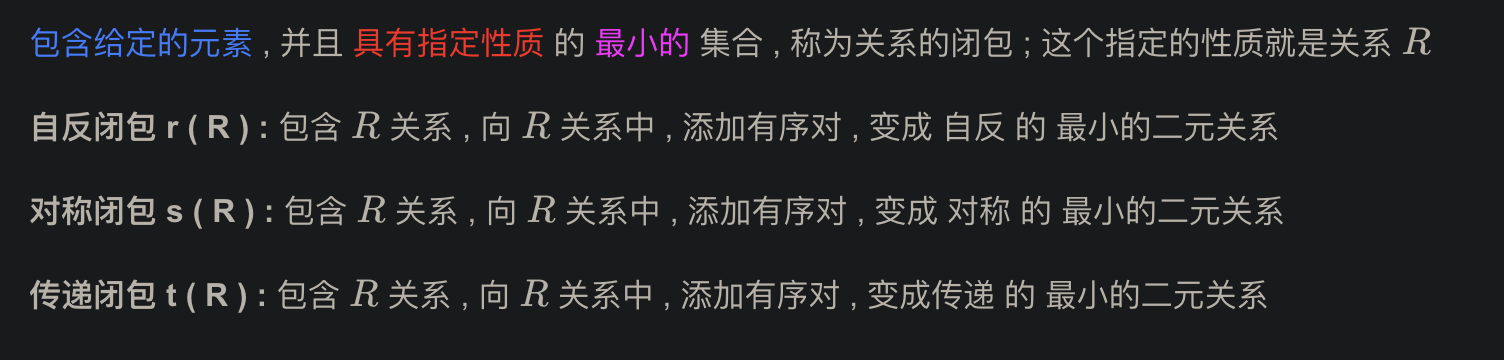 包含给定的元素 , 并且 具有指定性质 的 最小的 集合 , 称为关系的闭包 ; 这个指定的性质就是关系 R
自反闭包 r ( R ) : 包含 R 关系 , 向 R 关系中 , 添加有序对 , 变成 自反 的 最小的二元关系
对称闭包 s ( R ) : 包含 R 关系 , 向 R 关系中 , 添加有序对 , 变成 对称 的 最小的二元关系
传递闭包 t ( R ) : 包含 R 关系 , 向 R 关系中 , 添加有序对 , 变成传递 的 最小的二元关系